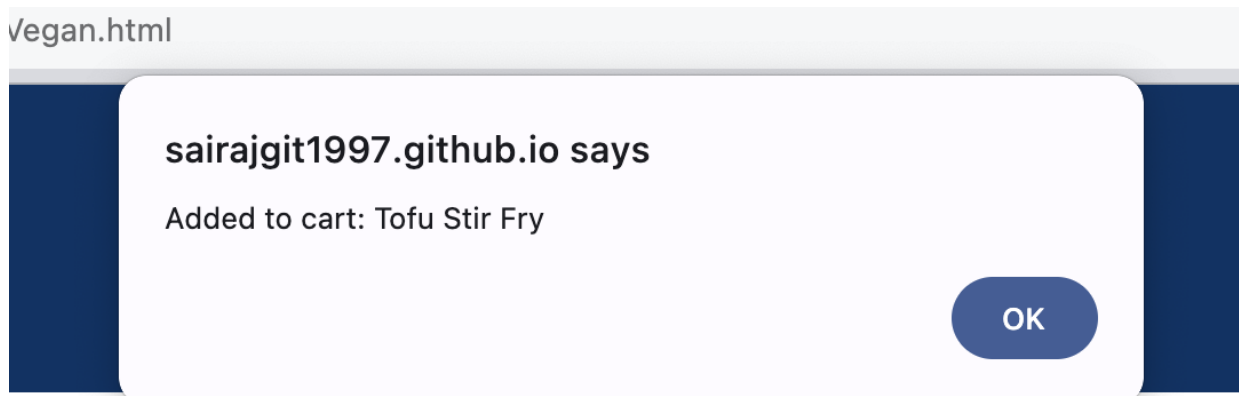 Vegan.html
sairajgit1997.github.io says
Added to cart: Tofu Stir Fry
OK